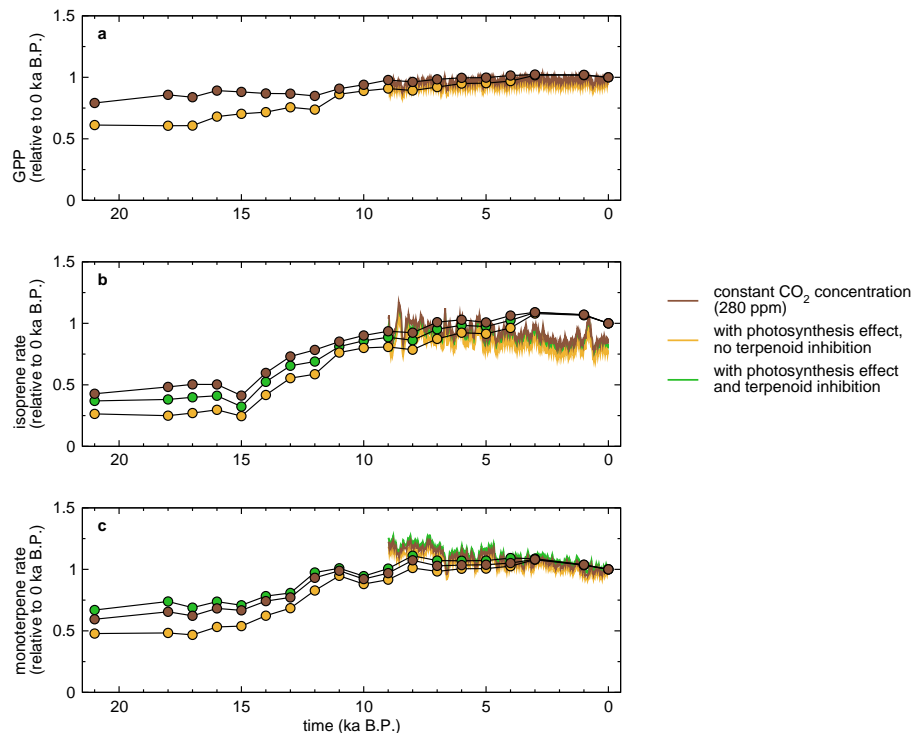 1.5
a
1
0.5
0
GPP
(relative to 0 ka B.P.)
20 15 10 5 0
1.5
b
1
0.5
0
isoprene rate
(relative to 0 ka B.P.)
20 15 10 5 0
constant CO2 concentration
(280 ppm)
with photosynthesis effect,
no terpenoid inhibition
with photosynthesis effect
and terpenoid inhibition
1.5
c
1
0.5
0
monoterpene rate
(relative to 0 ka B.P.)
20 15 10 5 0
time (ka B.P.)